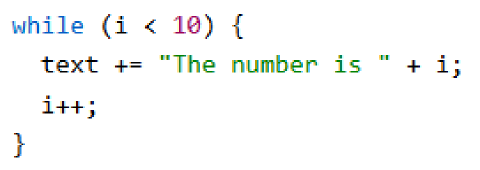 while (i < 10) {
  text += "The number is " + i;
  i++;
}